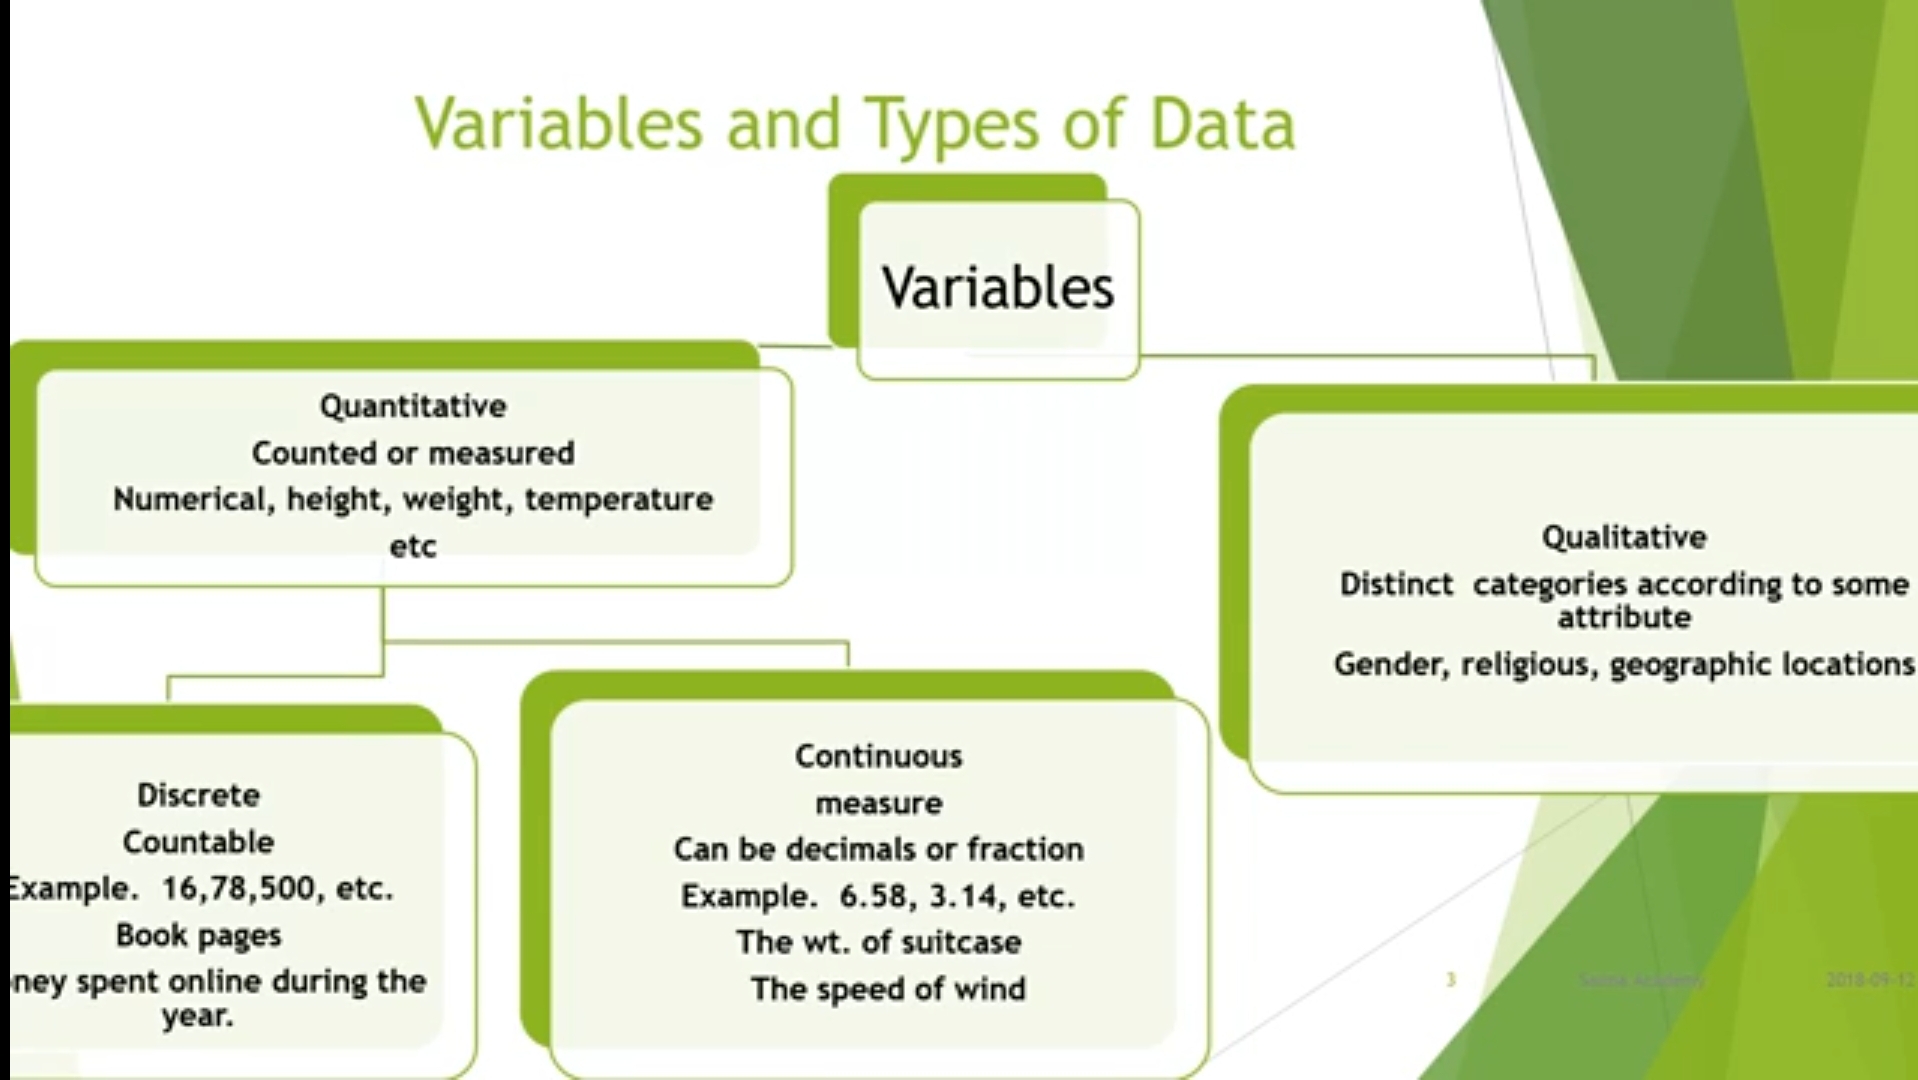 Variables and Types of Data
Variables
Quantitative
Counted or measured
Numerical, height, weight, temperature
etc
Qualitative
Distinct categories according to some
attribute
Gender, religious, geographic locations
Discrete
Countable
Example. 16,78,500, etc.
Book pages
ney spent online during the
year.
Continuous
measure
Can be decimals or fraction
Example. 6.58, 3.14, etc.
The wt. of suitcase
The speed of wind
3
Academy
2018-09-12